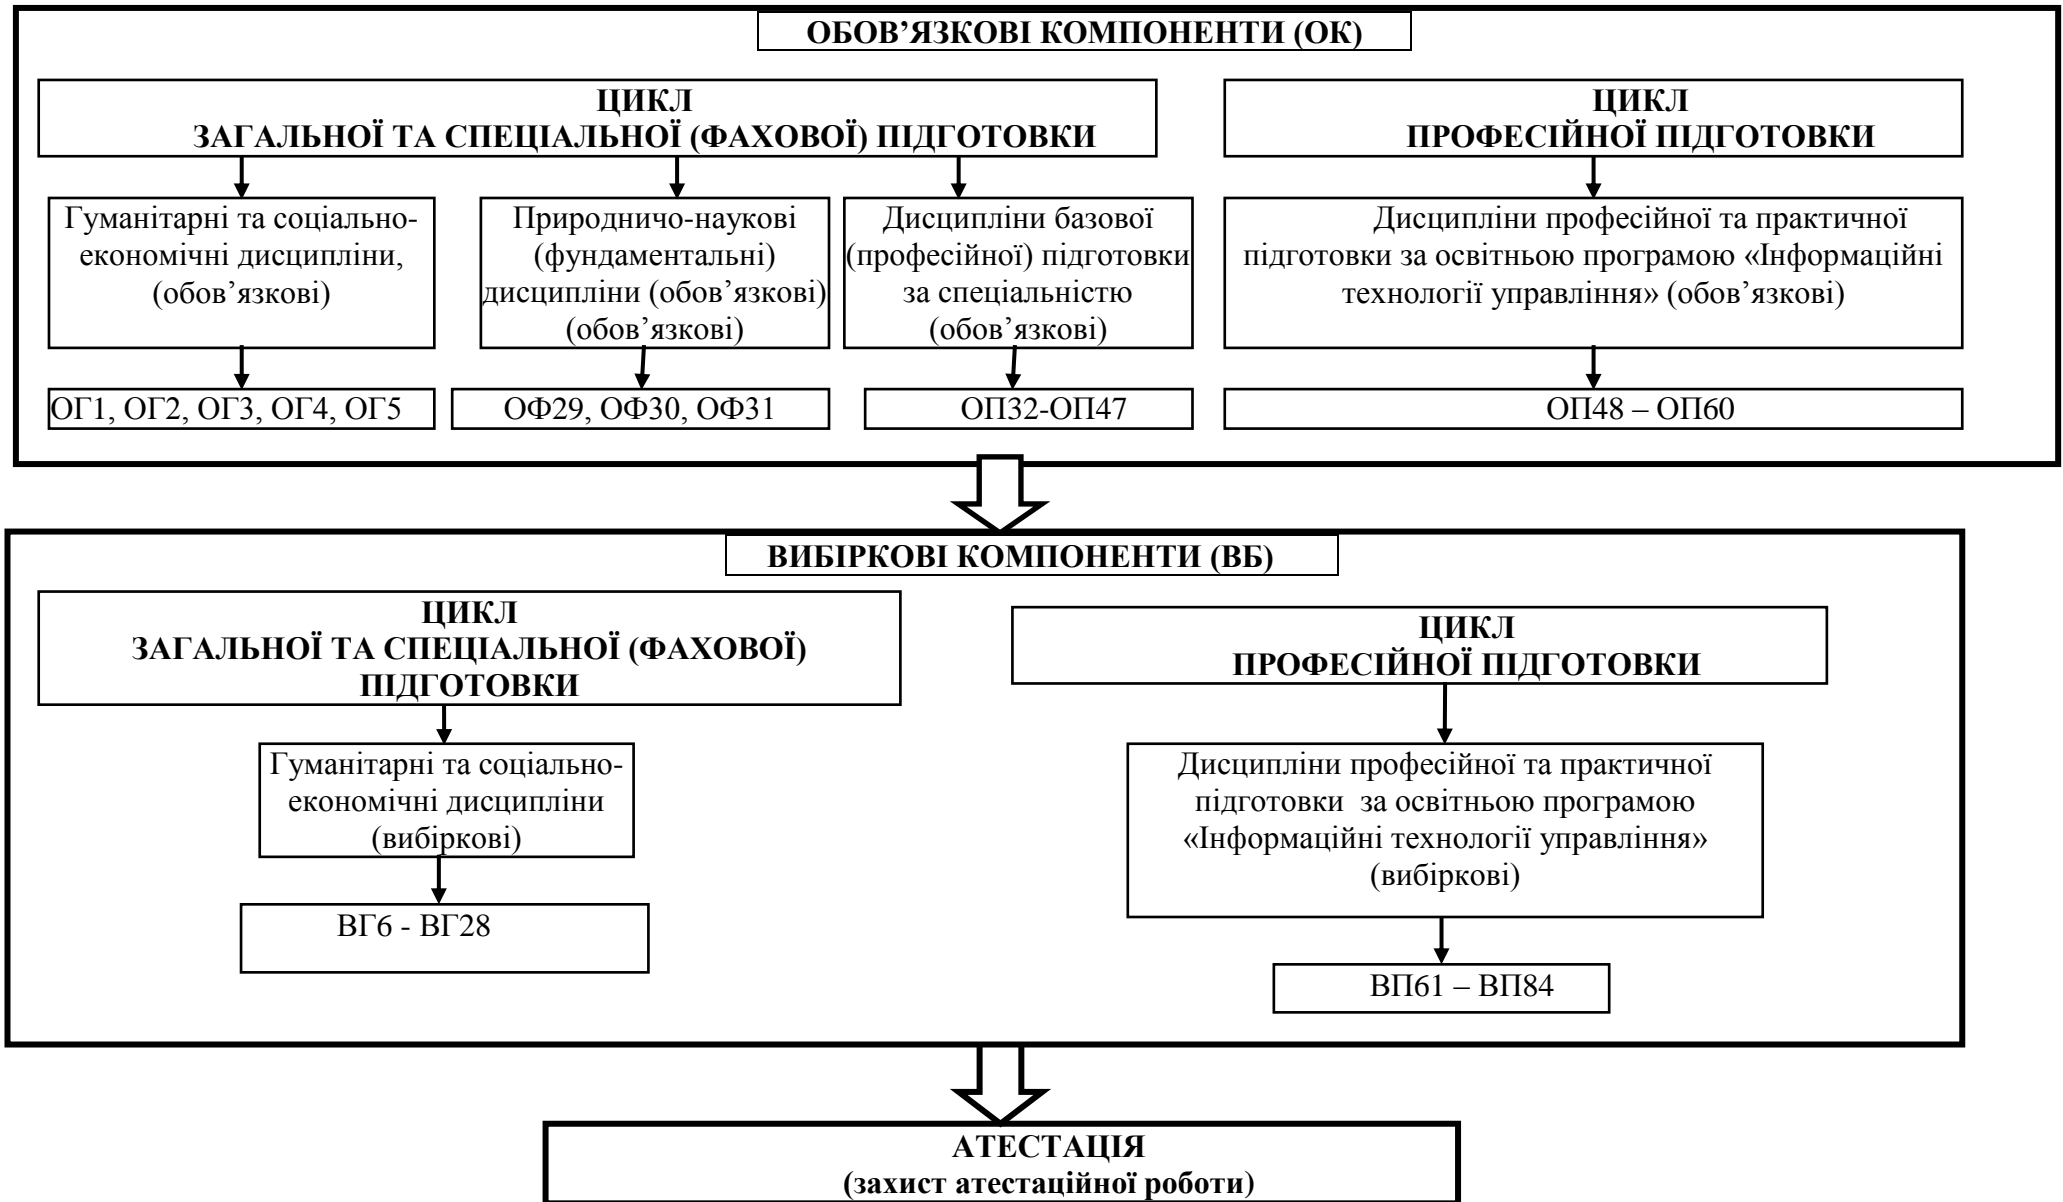 ОБОВ’ЯЗКОВІ КОМПОНЕНТИ (ОК)
ЦИКЛ
ЗАГАЛЬНОЇ ТА СПЕЦІАЛЬНОЇ (ФАХОВОЇ) ПІДГОТОВКИ
ЦИКЛ
ПРОФЕСІЙНОЇ ПІДГОТОВКИ
Гуманітарні та соціально-
економічні дисципліни,
(обов’язкові)
Природничо-наукові
(фундаментальні)
дисципліни (обов’язкові)
(обов’язкові)
Дисципліни базової
(професійної) підготовки
за спеціальністю
(обов’язкові)
Дисципліни професійної та практичної
підготовки за освітньою програмою «Інформаційні
технології управління» (обов’язкові)
ОГ1, ОГ2, ОГ3, ОГ4, ОГ5
ОФ29, ОФ30, ОФ31
ОП32-ОП47
ОП48 – ОП60
ВИБІРКОВІ КОМПОНЕНТИ (ВБ)
ЦИКЛ
ЗАГАЛЬНОЇ ТА СПЕЦІАЛЬНОЇ (ФАХОВОЇ)
ПІДГОТОВКИ
ЦИКЛ
ПРОФЕСІЙНОЇ ПІДГОТОВКИ
Гуманітарні та соціально-
економічні дисципліни
(вибіркові)
Дисципліни професійної та практичної
підготовки за освітньою програмою
«Інформаційні технології управління»
(вибіркові)
ВГ6 - ВГ28
ВП61 – ВП84
АТЕСТАЦІЯ
(захист атестаційної роботи)